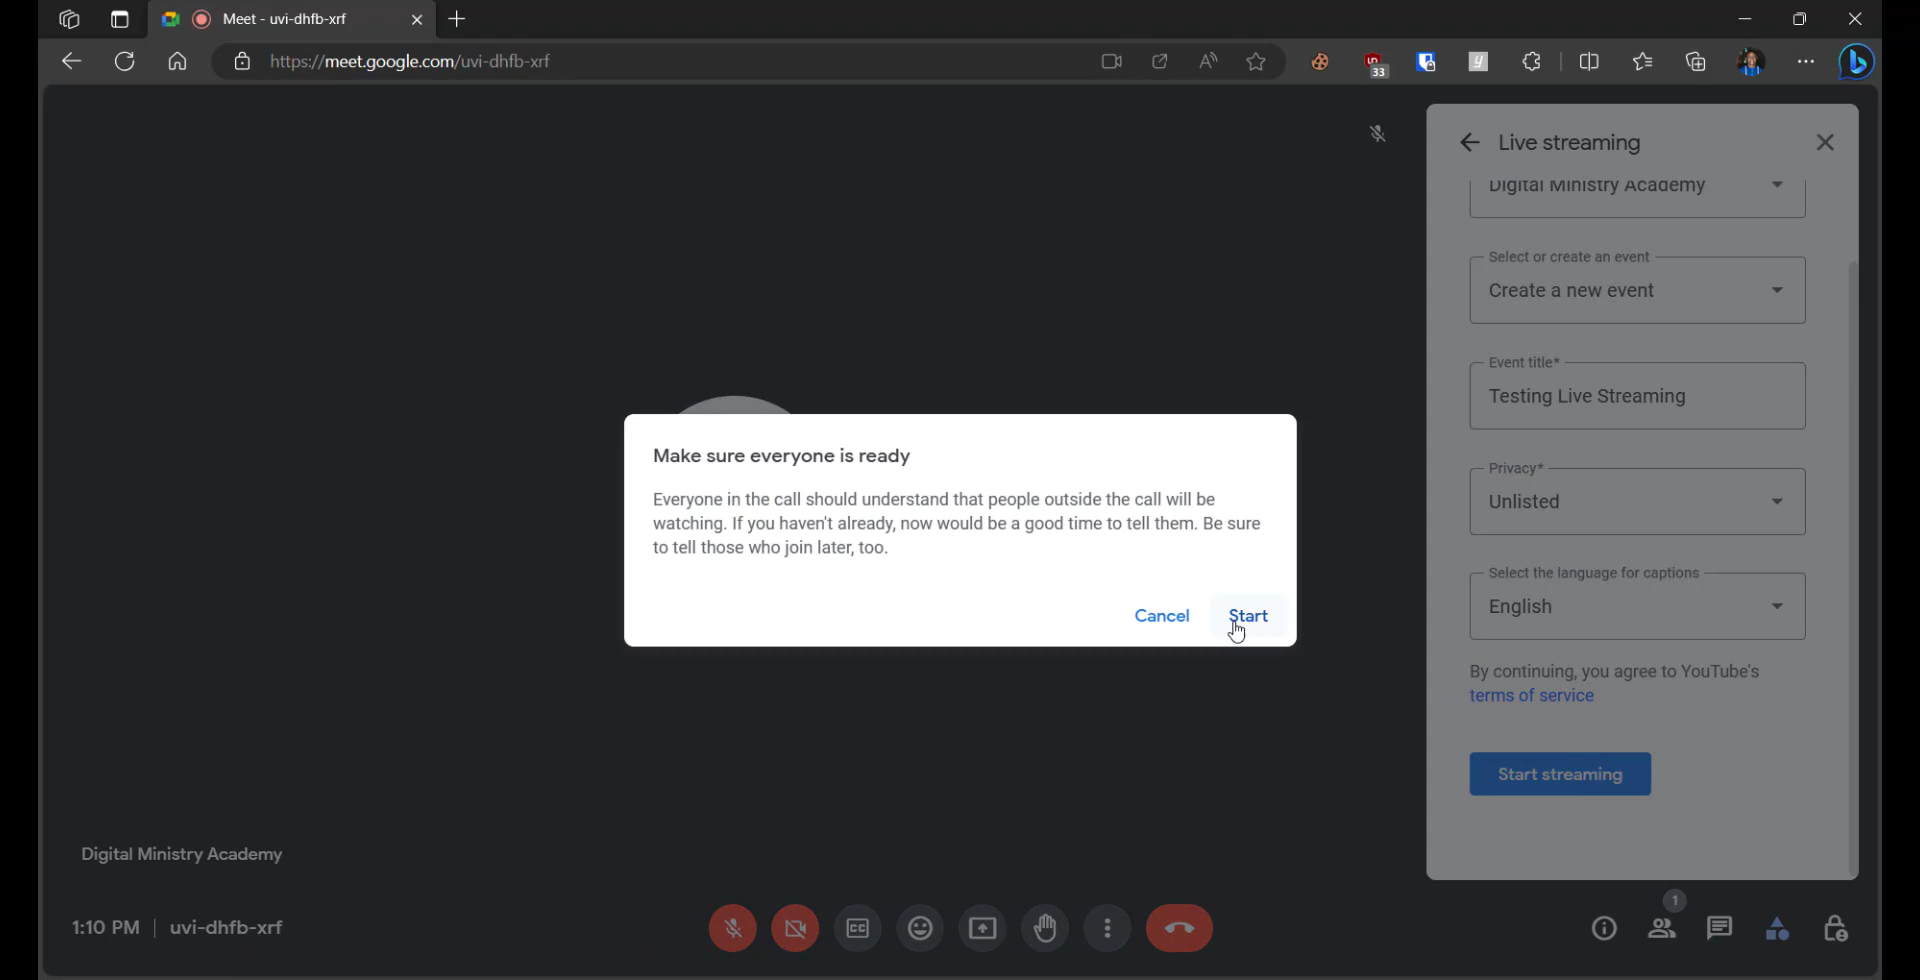 Meet - uvi-dhfb-xrf
https://meet.google.com/uvi-dhfb-xrf
33
Live streaming
Digital Ministry Academy
Select or create an event
Create a new event
Event title*
Testing Live Streaming
Privacy*
Unlisted
Select the language for captions
English
By continuing, you agree to YouTube's
terms of service
Start streaming
Make sure everyone is ready
Everyone in the call should understand that people outside the call will be
watching. If you haven't already, now would be a good time to tell them. Be sure
to tell those who join later, too.
Cancel Start
Digital Ministry Academy
1:10 PM | uvi-dhfb-xrf
CC
1